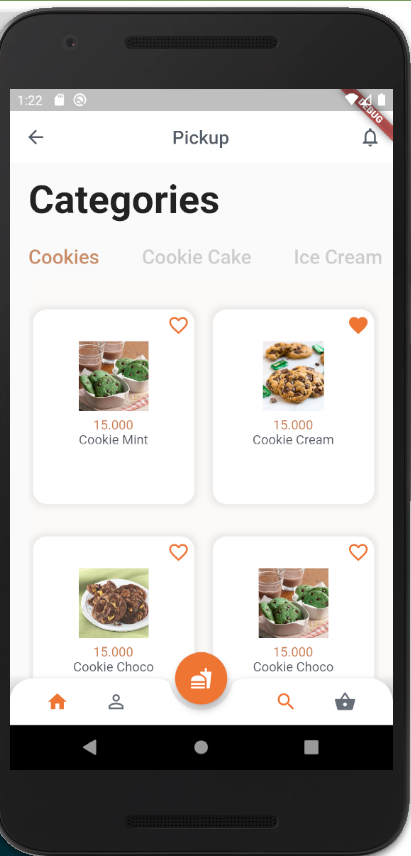 1:22
DEBUG
Pickup
Categories
Cookies Cookie Cake Ice Cream
15.000 15.000
Cookie Mint Cookie Cream
15.000 15.000
Cookie Choco Cookie Choco